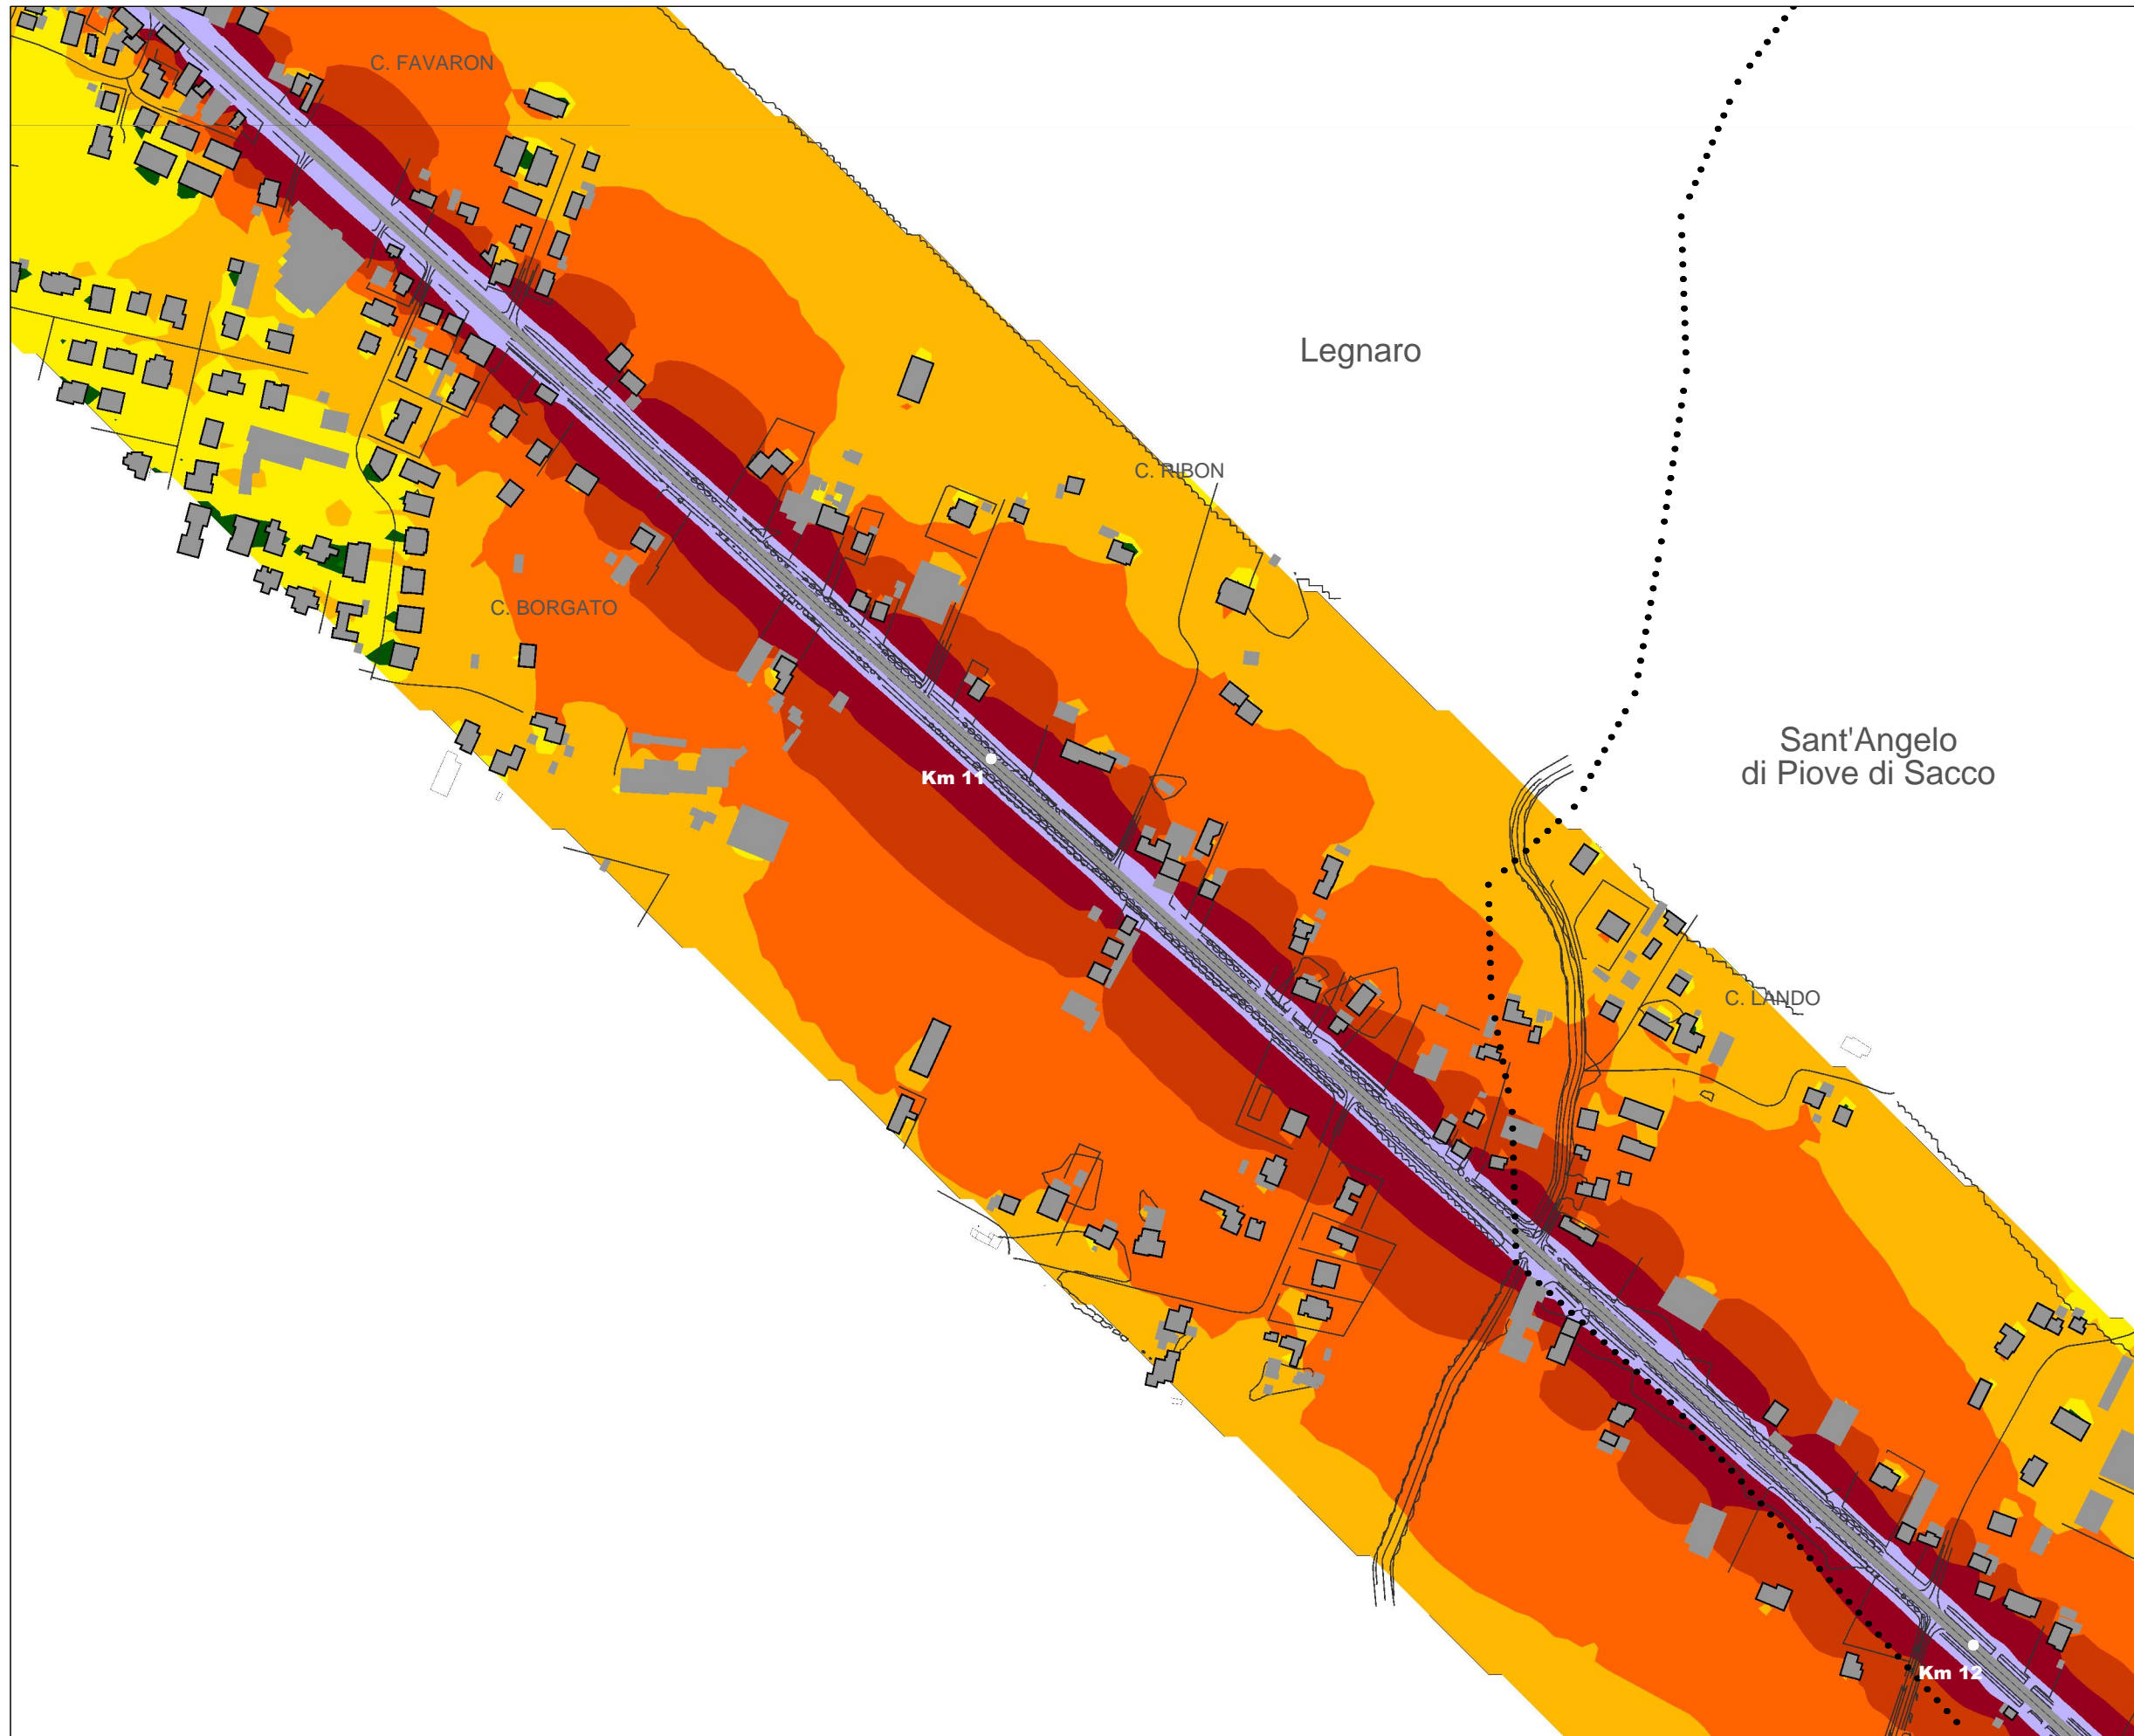 C. FAVARON
Legnaro
C. RIBON
C. BORGATO
Sant'Angelo
di Piove di Sacco
Km 11
C. LANDO
Km 12